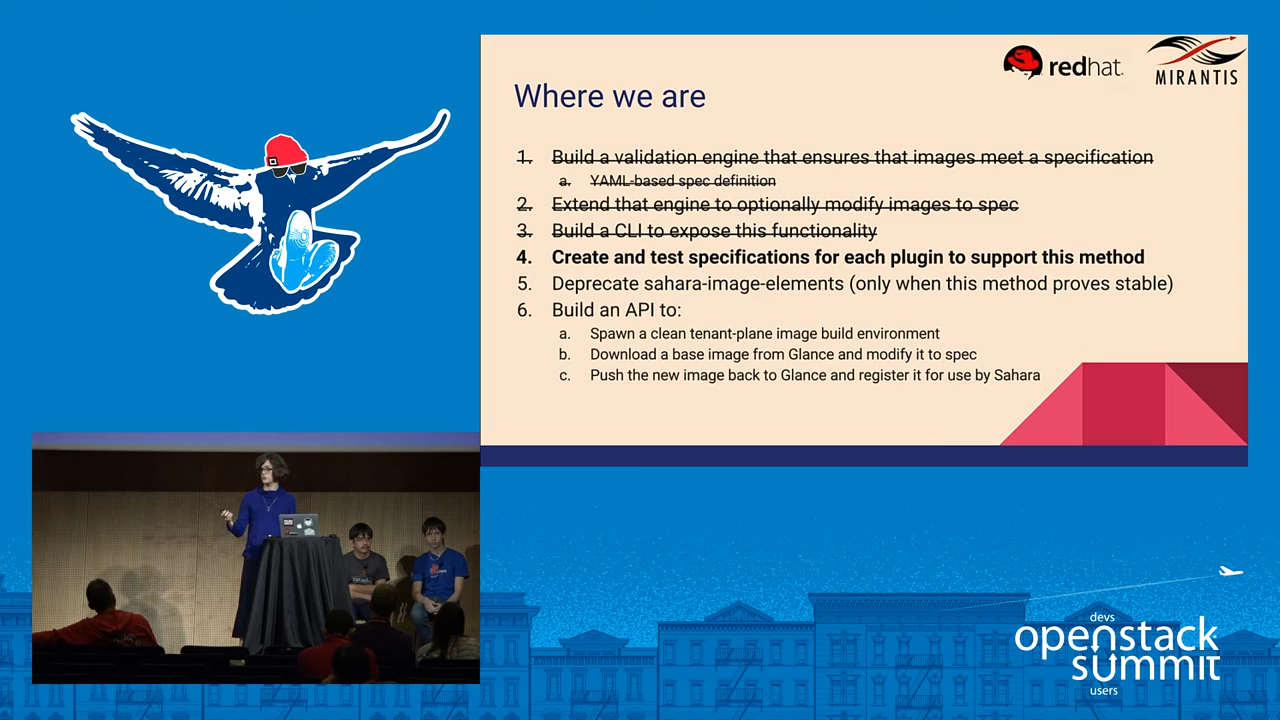 redhat.
MIRANTIS
Where we are
1. Build a validation engine that ensures that images meet a specification
a. YAML-based spec definition
2. Extend that engine to optionally modify images to spec
3. Build a CLI to expose this functionality
4. Create and test specifications for each plugin to support this method
5. Deprecate sahara-image-elements (only when this method proves stable)
6. Build an API to:
a. Spawn a clean tenant-plane image build environment
b. Download a base image from Glance and modify it to spec
c. Push the new image back to Glance and register it for use by Sahara
devs
openstack
summit
users